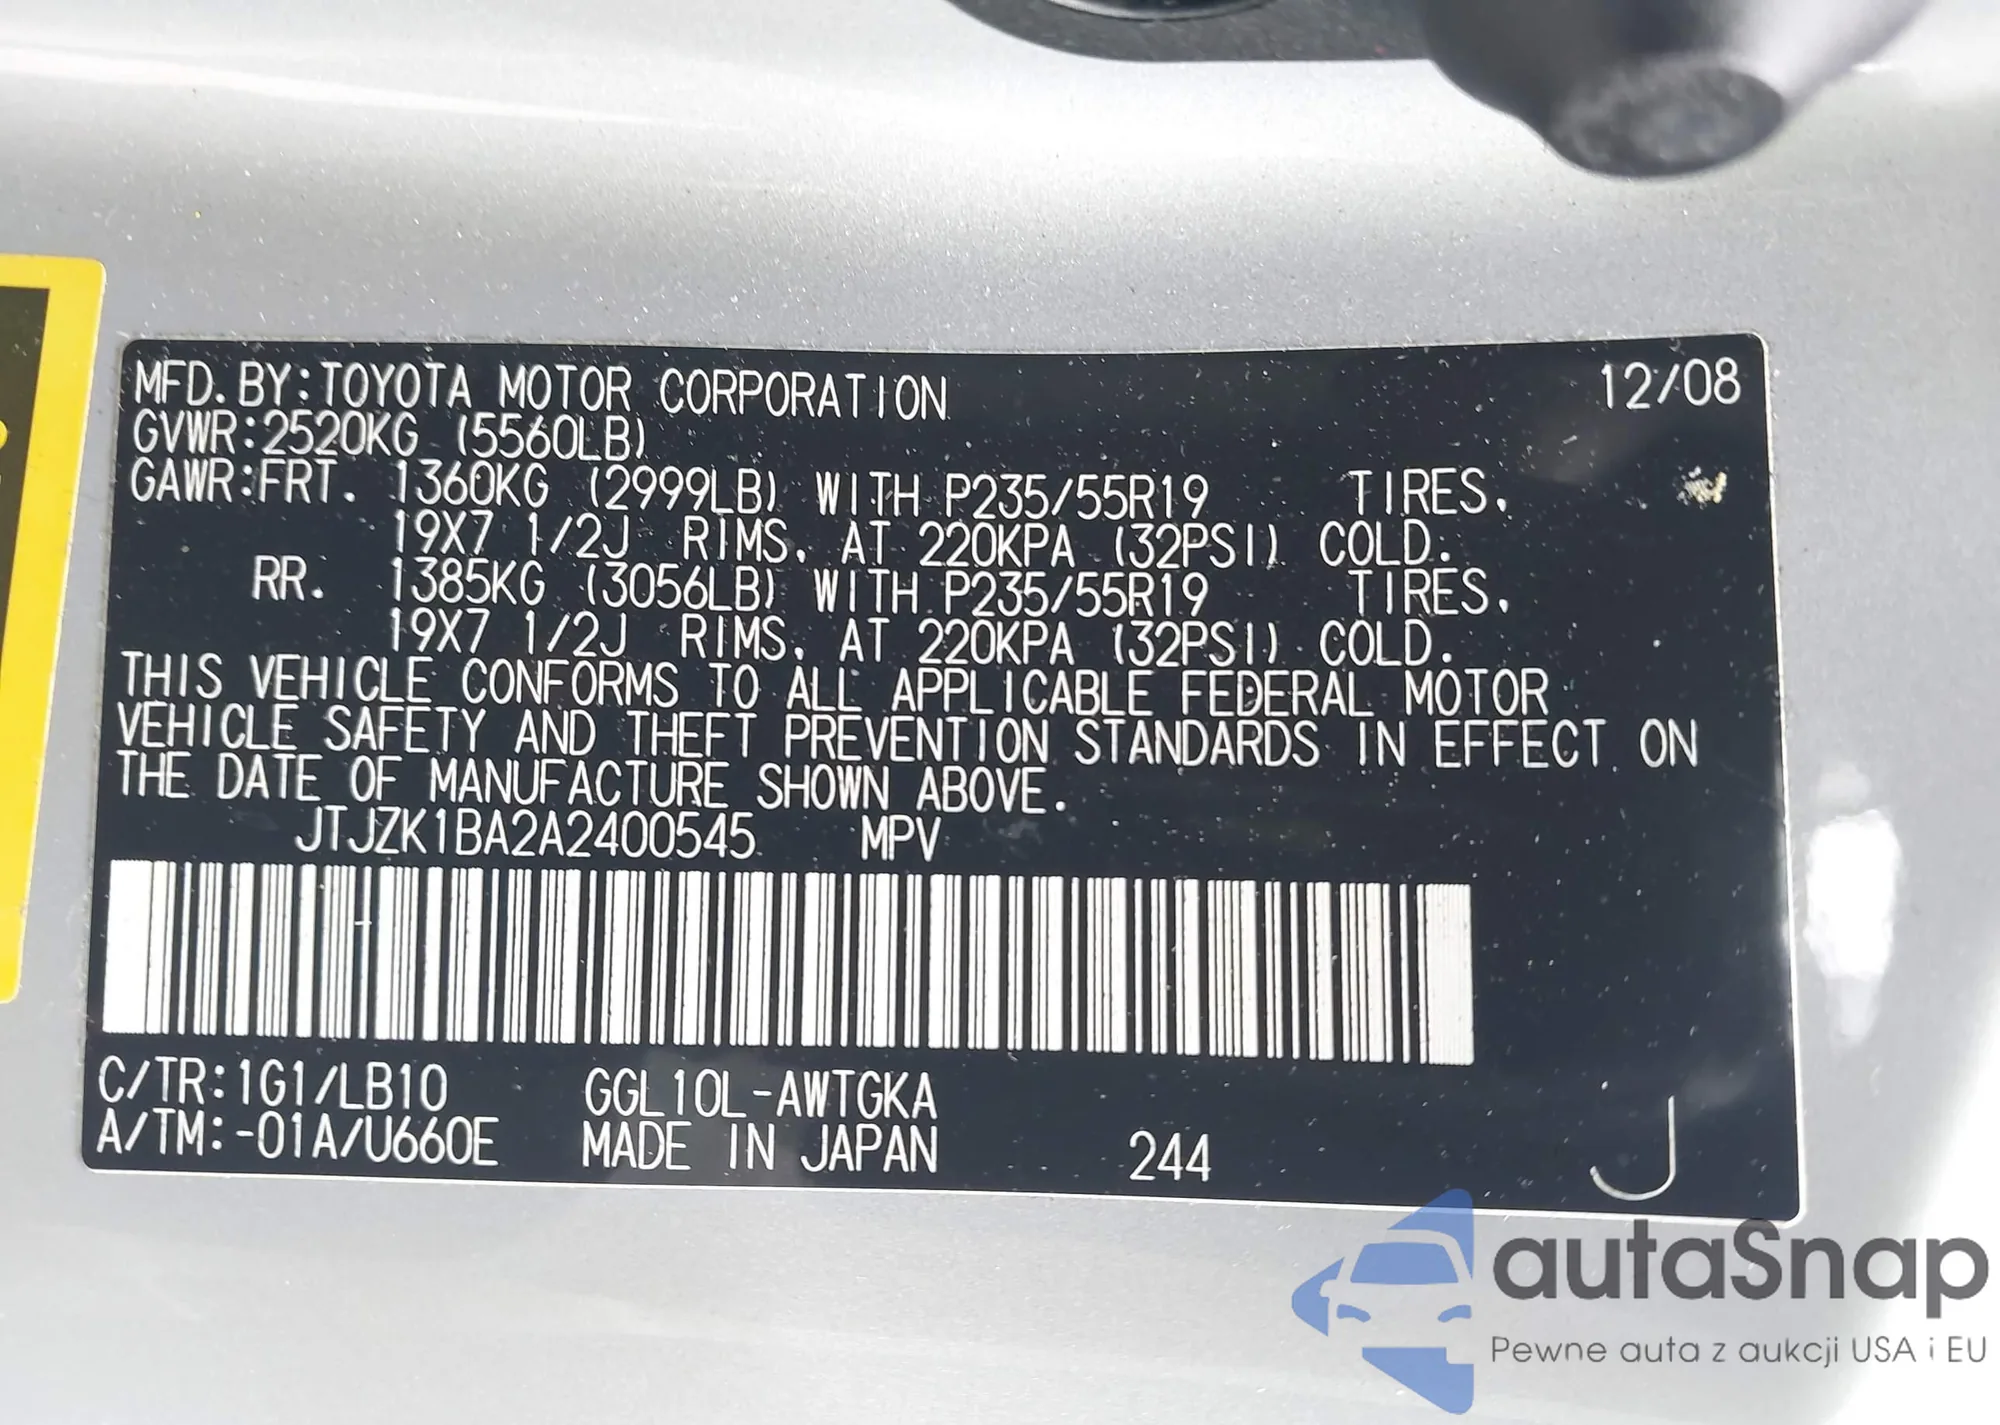 MFD.BY:TOYOTA MOTOR CORPORATION 12/08
GVWR:2520KG (5560LB)
GAWR:FRT. 1360KG (2999LB) WITH P235/55R19 TIRES,
19X7 1/2J RIMS, AT 220KPA (32PSI) COLD.
RR. 1385KG (3056LB) WITH P235/55R19 TIRES,
19X7 1/2J RIMS, AT 220KPA (32PSI) COLD.
THIS VEHICLE CONFORMS TO ALL APPLICABLE FEDERAL MOTOR
VEHICLE SAFETY AND THEFT PREVENTION STANDARDS IN EFFECT ON
THE DATE OF MANUFACTURE SHOWN ABOVE.
JTJZK1BA2A2400545 MPV
C/TR:1G1/LB10 GGL10L-AWTGKA
A/TM:-01A/U660E MADE IN JAPAN 244 J
autaSnap
Pewne auta z aukcji USA i EU